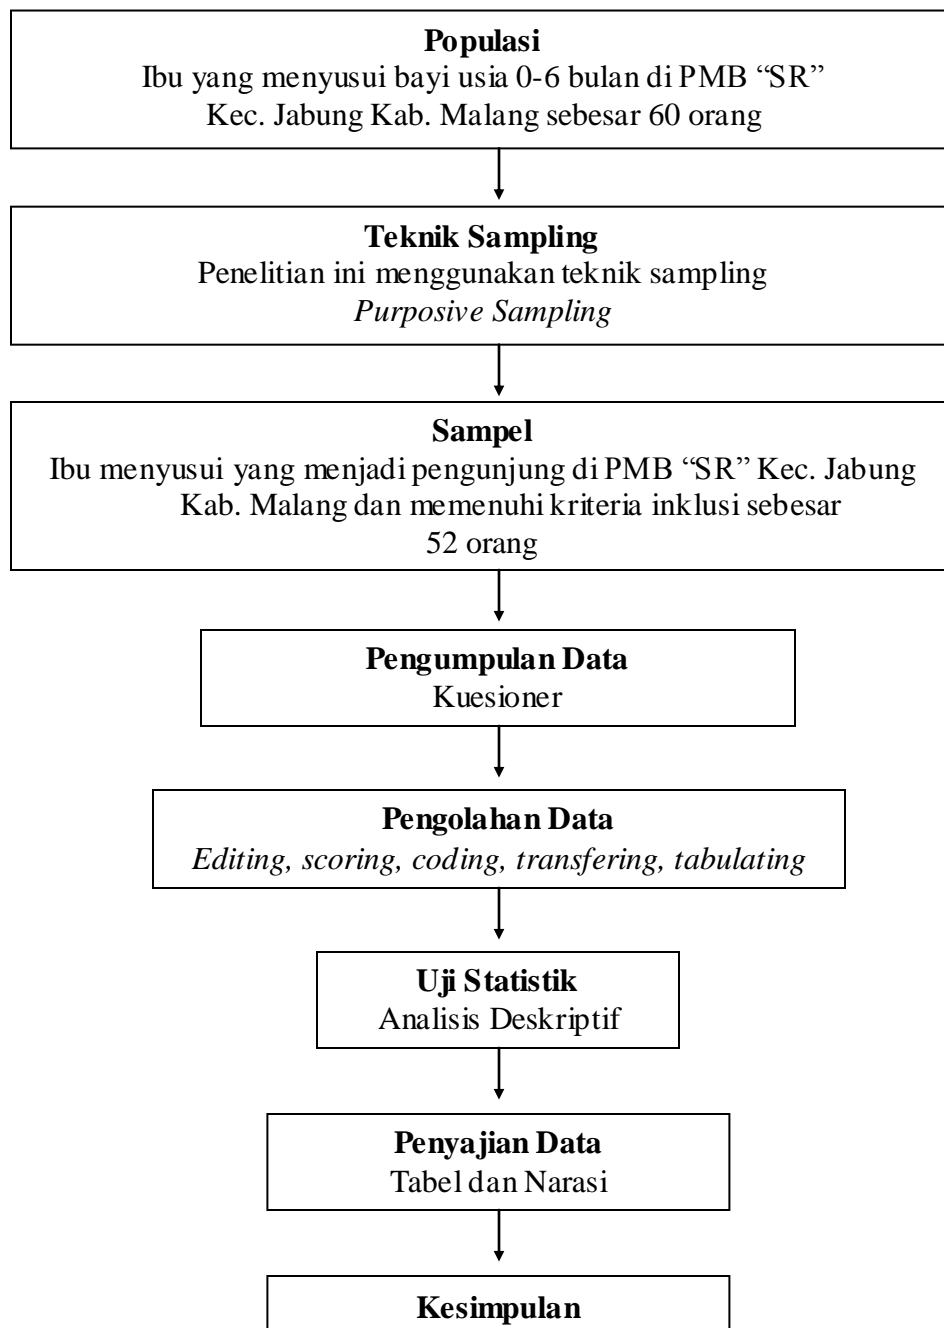 Populasi
Ibu yang menyusui bayi usia 0-6 bulan di PMB “SR”
Kec. Jabung Kab. Malang sebesar 60 orang
Teknik Sampling
Penelitian ini menggunakan teknik sampling
Purposive Sampling
Sampel
Ibu menyusui yang menjadi pengunjung di PMB “SR” Kec. Jabung
Kab. Malang dan memenuhi kriteria inklusi sebesar
52 orang
Pengumpulan Data
Kuesioner
Pengolahan Data
Editing, scoring, coding, transfering, tabulating
Uji Statistik
Analisis Deskriptif
Penyajian Data
Tabel dan Narasi
Kesimpulan